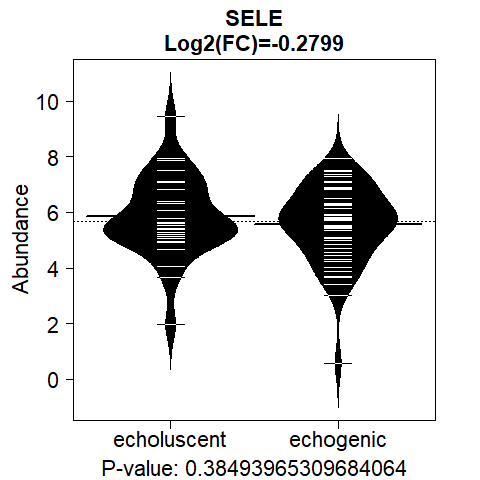 SELE
Log2(FC)=-0.2799
Abundance
10
8
6
4
2
0
echoluscent echogenic
P-value: 0.38493965309684064